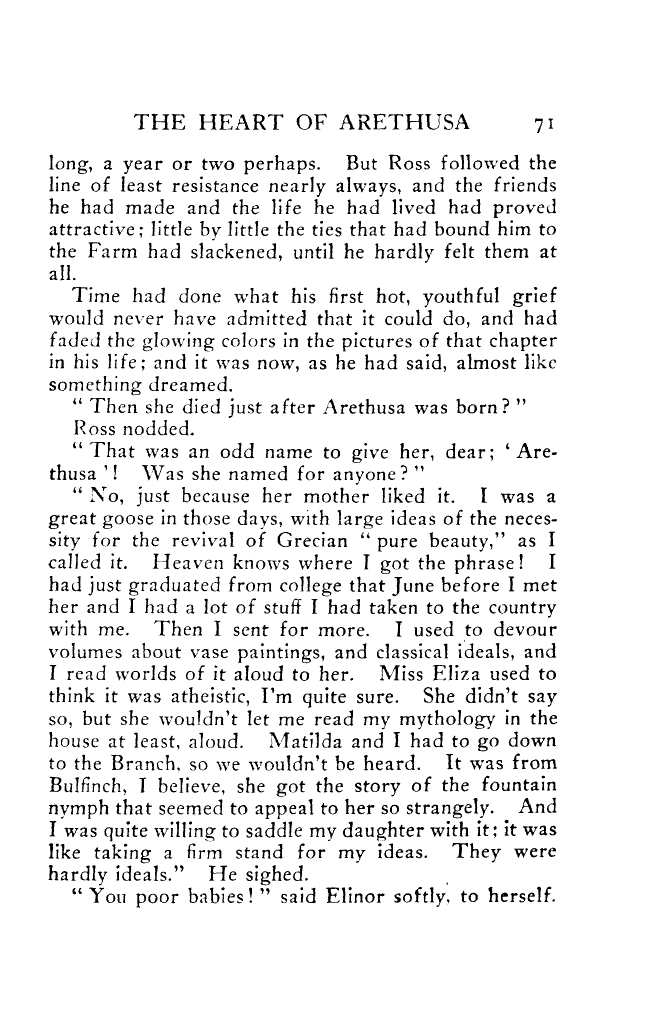 THE HEART OF ARETHUSA 71
long, a year or two perhaps. But Ross followed the
line of least resistance nearly always, and the friends
he had made and the life he had lived had proved
attractive; little by little the ties that had bound him to
the Farm had slackened, until he hardly felt them at
all.
Time had done what his first hot, youthful grief
would never have admitted that it could do, and had
faded the glowing colors in the pictures of that chapter
in his life; and it was now, as he had said, almost like
something dreamed.
" Then she died just after Arethusa was born? "
Ross nodded.
" That was an odd name to give her, dear; ' Are-
thusa '! Was she named for anyone? "
" No, just because her mother liked it. I was a
great goose in those days, with large ideas of the neces-
sity for the revival of Grecian " pure beauty," as I
called it. Heaven knows where I got the phrase! I
had just graduated from college that June before I met
her and I had a lot of stuff I had taken to the country
with me. Then I sent for more. I used to devour
volumes about vase paintings, and classical ideals, and
I read worlds of it aloud to her. Miss Eliza used to
think it was atheistic, I'm quite sure. She didn't say
so, but she wouldn't let me read my mythology in the
house at least, aloud. Matilda and I had to go down
to the Branch, so we wouldn't be heard. It was from
Bulfinch, I believe, she got the story of the fountain
nymph that seemed to appeal to her so strangely. And
I was quite willing to saddle my daughter with it; it was
like taking a firm stand for my ideas. They were
hardly ideals." He sighed.
" You poor babies! " said Elinor softly, to herself.